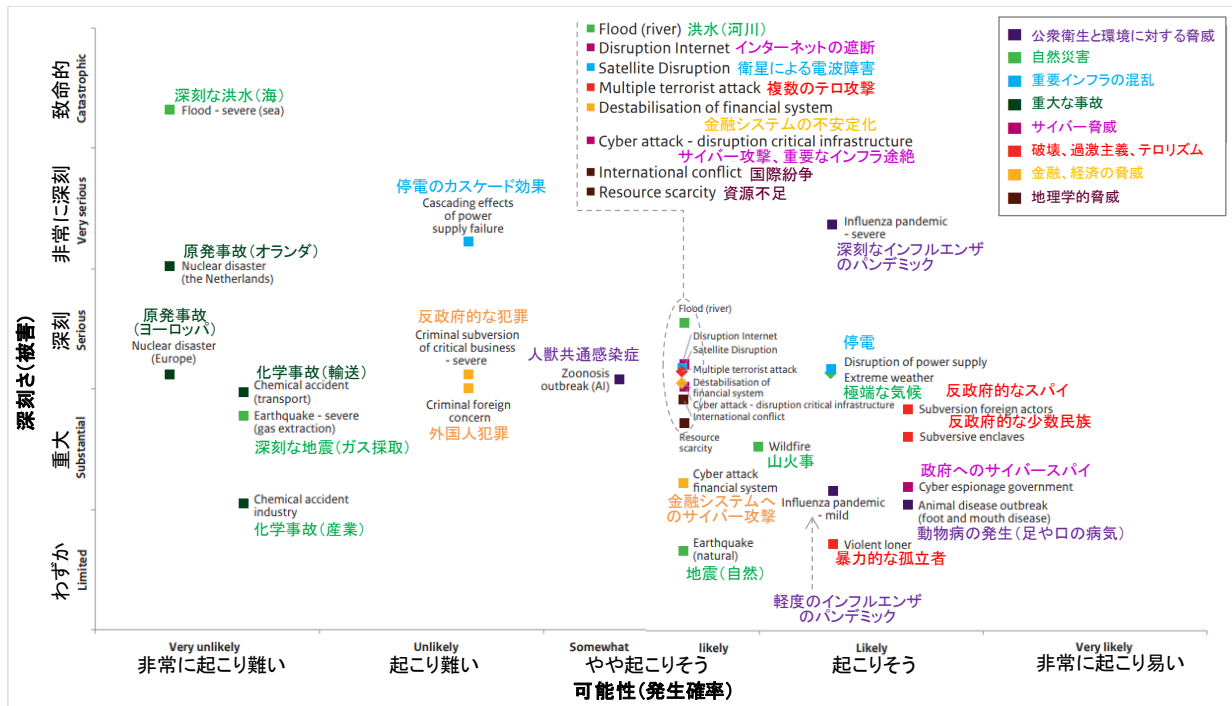 深刻さ(被害)
致命的
Catastrophic
非常に深刻
Very serious
深刻
Serious
重大
Substantial
わずか
Limited
深刻な洪水(海)
Flood - severe (sea)
Flood (river) 洪水(河川)
Disruption Internet インターネットの遮断
Satellite Disruption 衛星による電波障害
Multiple terrorist attack 複数のテロ攻撃
Destabilisation of financial system
金融システムの不安定化
Cyber attack - disruption critical infrastructure
サイバー攻撃、重要なインフラ途絶
International conflict 国際紛争
Resource scarcity 資源不足
公衆衛生と環境に対する脅威
自然災害
重要インフラの混乱
重大な事故
サイバー脅威
破壊、過激主義、テロリズム
金融、経済の脅威
地理学的脅威
停電のカスケード効果
Cascading effects
of power
supply failure
Influenza pandemic
- severe
深刻なインフルエンザ
のパンデミック
原発事故(オランダ)
Nuclear disaster
(the Netherlands)
原発事故
(ヨーロッパ)
Nuclear disaster
(Europe)
化学事故(輸送)
Chemical accident
(transport)
Earthquake - severe
(gas extraction)
深刻な地震(ガス採取)
Chemical accident
industry
化学事故(産業)
反政府的な犯罪
Criminal subversion
of critical business
- severe
Criminal foreign
concern
外国人犯罪
人獣共通感染症
Zoonosis
outbreak (AI)
Flood (river)
Disruption Internet
Satellite Disruption
Multiple terrorist attack
Destabilisation of
financial system
Cyber attack - disruption critical infrastructure
International conflict
Resource
scarcity
停電
Disruption of power supply
Extreme weather
極端な気候
反政府的なスパイ
Subversion foreign actors
反政府的な少数民族
Subversive enclaves
Wildfire
山火事
Cyber attack
financial system
金融システムへ
のサイバー攻撃
Influenza pandemic
- mild
政府へのサイバースパイ
Cyber espionage government
Animal disease outbreak
(foot and mouth disease)
動物病の発生(足や口の病気)
Earthquake
(natural)
地震(自然)
Violent loner
暴力的な孤立者
軽度のインフルエンザ
のパンデミック
Very unlikely
非常に起こり難い
Unlikely
起こり難い
Somewhat likely
やや起こりそう
Likely
起こりそう
Very likely
非常に起こり易い
可能性(発生確率)